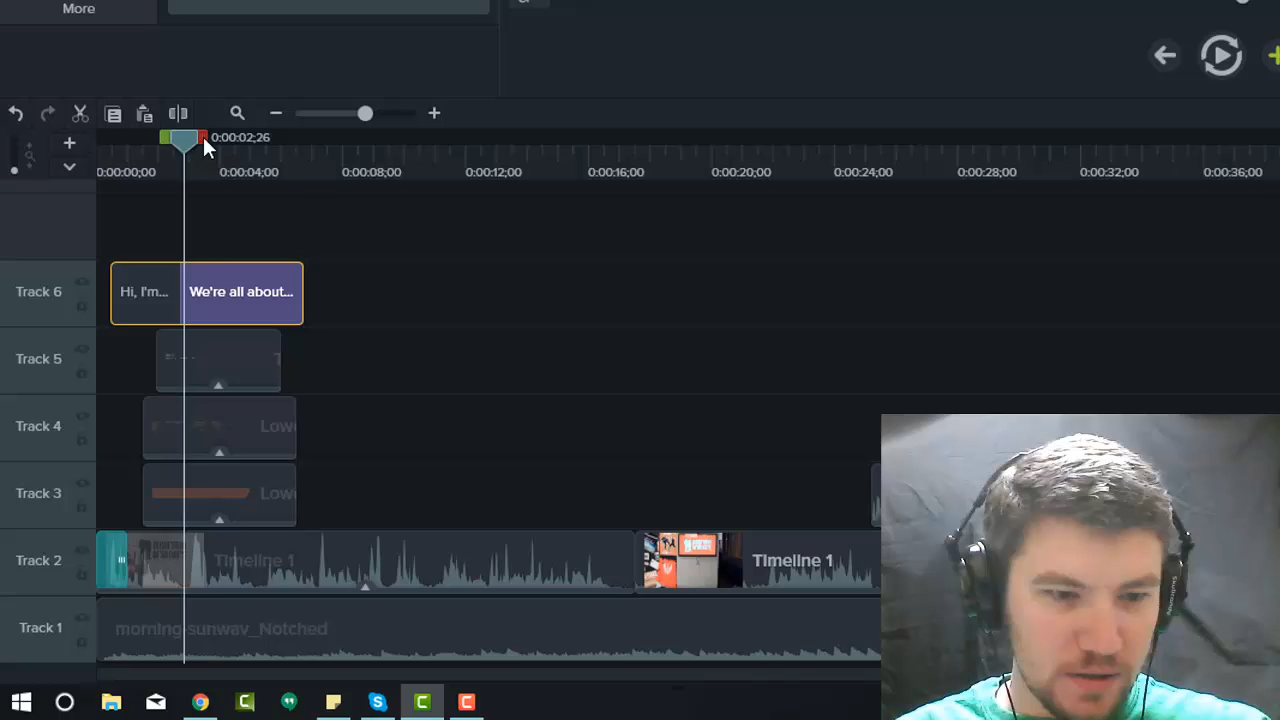 More
0:00:02;26
0:00:00;00 0:00:04;00 0:00:08;00 0:00:12;00 0:00:16;00 0:00:20;00 0:00:24;00 0:00:28;00 0:00:32;00 0:00:36;00
Track 6
Hi, I'm... We're all about...
Track 5
Track 4
Low
Track 3
Low
Track 2
Timeline 1
Timeline 1
Track 1
morning-sunwav_Notched